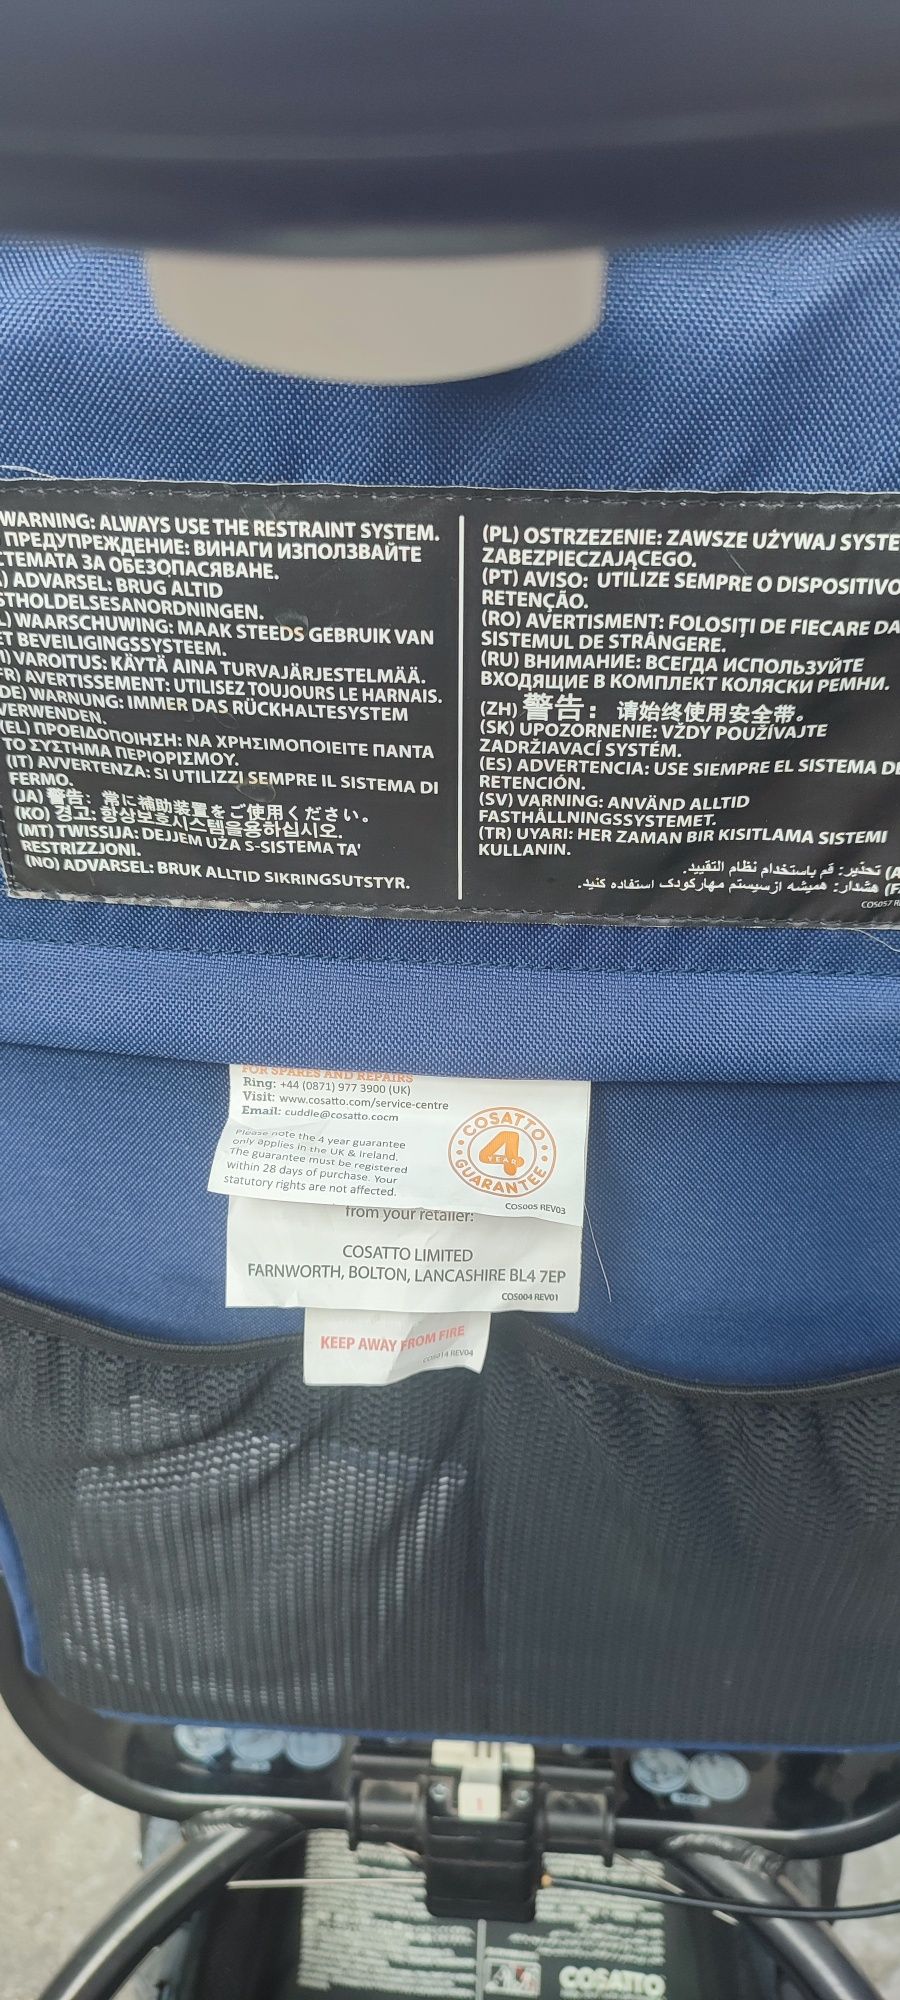 WARNING: ALWAYS USE THE RESTRAINT SYSTEM.
ПРЕДУПРЕЖДЕНИЕ: ВИНАГИ ИЗПОЛЗВАЙТЕ
СТЕМАТА ЗА ОБЕЗОПАСЯВАНЕ.
) ADVARSEL: BRUG ALTID
STHOLDELSESANORDNINGEN.
L) WAARSCHUWING: MAAK STEEDS GEBRUIK VAN
ET BEVEILIGINGSSYSTEEM.
I) VAROITUS: KÄYTÄ AINA TURVAJÄRJESTELMÄÄ.
FR) AVERTISSEMENT: UTILISEZ TOUJOURS LE HARNAIS.
DE) WARNUNG: IMMER DAS RÜCKHALTESYSTEM
VERWENDEN.
(EL) ΠΡΟΕΙΔΟΠΟΙΗΣΗ: ΝΑ ΧΡΗΣΙΜΟΠΟΙΕΙΤΕ ΠΑΝΤΑ
ΤΟ ΣΥΣΤΗΜΑ ΠΕΡΙΟΡΙΣΜΟΥ.
(IT) AVVERTENZA: SI UTILIZZI SEMPRE IL SISTEMA DI
FERMO.
(JA) 警告: 常に補助装置をご使用ください。
(KO) 경고: 항상보호시스템을용하십시오.
(MT) TWISSIJA: DEJJEM UŻA S-SISTEMA TA'
RESTRIZZJONI.
(NO) ADVARSEL: BRUK ALLTID SIKRINGSUTSTYR.
(PL) OSTRZEZENIE: ZAWSZE UŻYWAJ SYSTE
ZABEZPIECZAJĄCEGO.
(PT) AVISO: UTILIZE SEMPRE O DISPOSITIVO
RETENÇÃO.
(RO) AVERTISMENT: FOLOSIȚI DE FIECARE DA
SISTEMUL DE STRÂNGERE.
(RU) ВНИМАНИЕ: ВСЕГДА ИСПОЛЬЗУЙТЕ
ВХОДЯЩИЕ В КОМПЛЕКТ КОЛЯСКИ РЕМНИ.
(ZH) 警告: 请始终使用安全带。
(SK) UPOZORNENIE: VŽDY POUŽÍVAJTE
ZADRŽIAVACÍ SYSTÉM.
(ES) ADVERTENCIA: USE SIEMPRE EL SISTEMA DE
RETENCIÓN.
(SV) VARNING: ANVÄND ALLTID
FASTHÅLLNINGSSYSTEMET.
(TR) UYARI: HER ZAMAN BIR KISITLAMA SISTEMI
KULLANIN.
(A تحذير: قم باستخدام نظام التقييد.
(F هشدار: همیشه از سیستم مهار کودک استفاده کنید.
COS057 R
FOR SPARES AND REPAIRS
Ring: +44 (0871) 977 3900 (UK)
Visit: www.cosatto.com/service-centre
Email: cuddle@cosatto.cocm
Please note the 4 year guarantee
only applies in the UK & Ireland.
The guarantee must be registered
within 28 days of purchase. Your
statutory rights are not affected.
COSATTO
4
YEAR
GUARANTEE
COS005 REV03
from your retailer:
COSATTO LIMITED
FARNWORTH, BOLTON, LANCASHIRE BL4 7EP
COS004 REV01
KEEP AWAY FROM FIRE
COS014 REV04
COSATTO